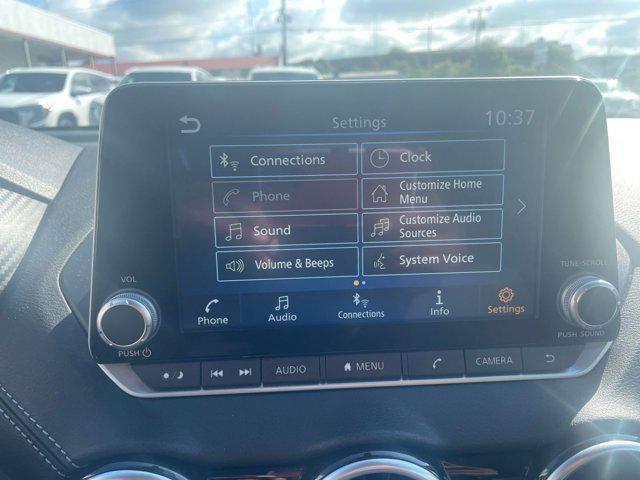 Settings
10:37
Connections
Clock
Phone
Customize Home
Menu
Sound
Customize Audio
Sources
Volume & Beeps
System Voice
Phone
Audio
Connections
Info
Settings
VOL
PUSH
TUNE·SCROLL
PUSH SOUND
AUDIO
MENU
CAMERA